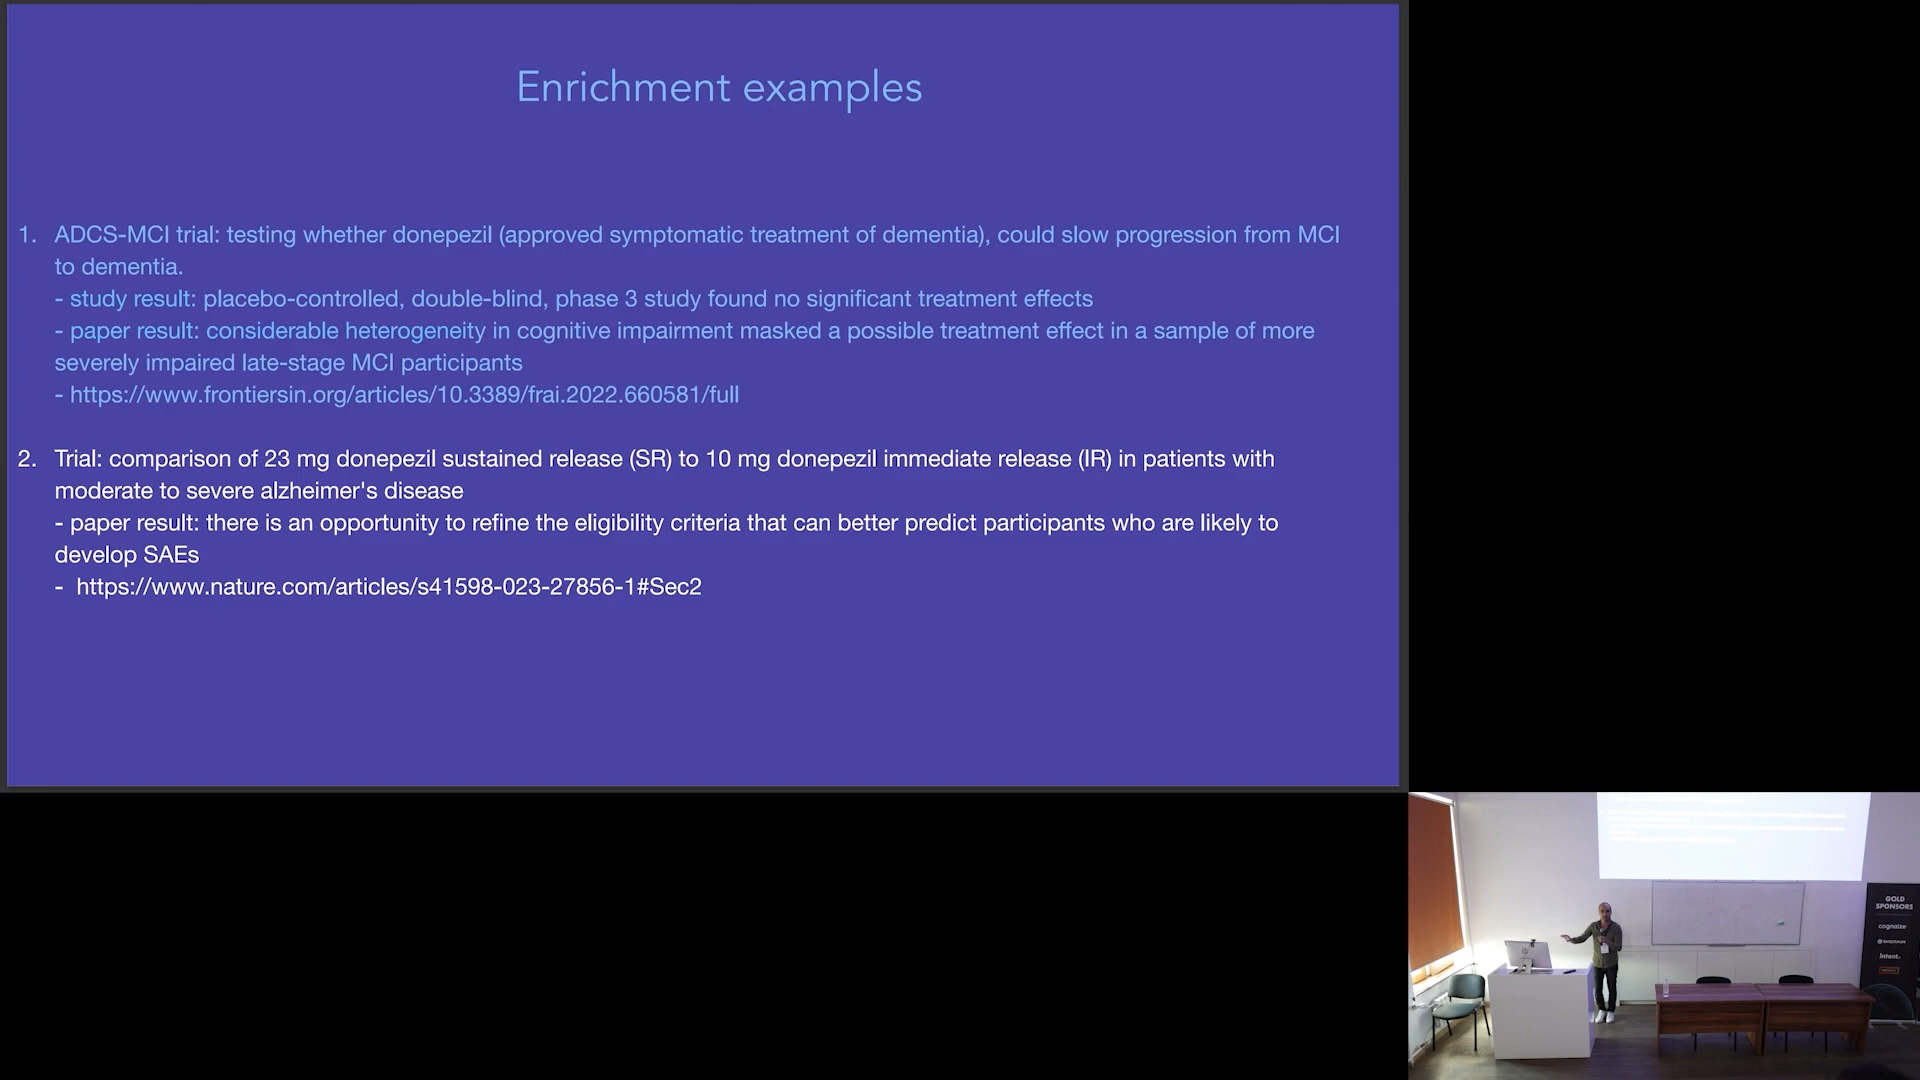 Enrichment examples
1. ADCS-MCI trial: testing whether donepezil (approved symptomatic treatment of dementia), could slow progression from MCI
to dementia.
- study result: placebo-controlled, double-blind, phase 3 study found no significant treatment effects
- paper result: considerable heterogeneity in cognitive impairment masked a possible treatment effect in a sample of more
severely impaired late-stage MCI participants
- https://www.frontiersin.org/articles/10.3389/frai.2022.660581/full
2. Trial: comparison of 23 mg donepezil sustained release (SR) to 10 mg donepezil immediate release (IR) in patients with
moderate to severe alzheimer's disease
- paper result: there is an opportunity to refine the eligibility criteria that can better predict participants who are likely to
develop SAEs
- https://www.nature.com/articles/s41598-023-27856-1#Sec2
GOLD
SPONSORS
cognaize
DIGITAIN
intent.